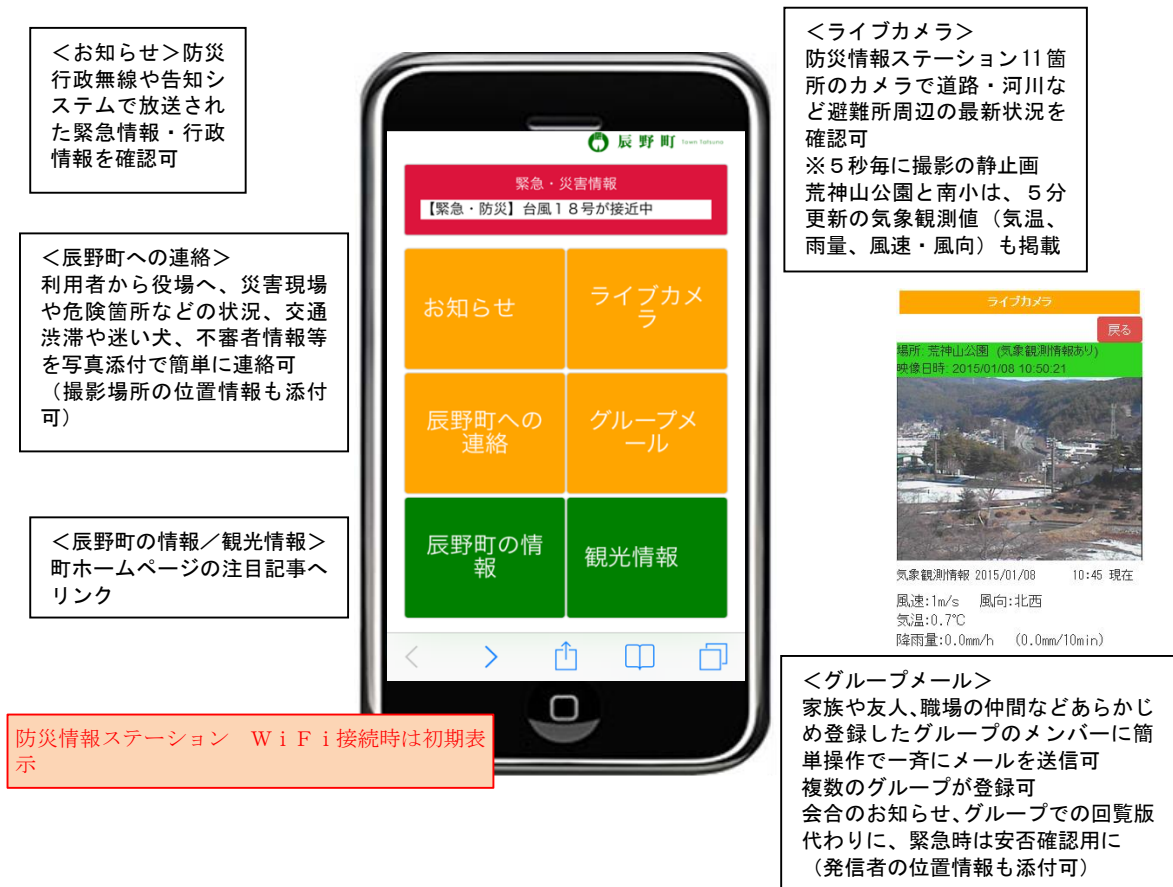 ＜お知らせ＞防災
行政無線や告知シ
ステムで放送され
た緊急情報・行政
情報を確認可
＜辰野町への連絡＞
利用者から役場へ、災害現場
や危険箇所などの状況、交通
渋滞や迷い犬、不審者情報等
を写真添付で簡単に連絡可
（撮影場所の位置情報も添付
可）
＜辰野町の情報／観光情報＞
町ホームページの注目記事へ
リンク
防災情報ステーション　ＷｉＦｉ接続時は初期表
示
辰野町 Town Tatsuno
緊急・災害情報
【緊急・防災】台風１８号が接近中
お知らせ
ライブカメ
ラ
辰野町への
連絡
グループメ
ール
辰野町の情
報
観光情報
＜ライブカメラ＞
防災情報ステーション11箇
所のカメラで道路・河川な
ど避難所周辺の最新状況を
確認可
※５秒毎に撮影の静止画
荒神山公園と南小は、５分
更新の気象観測値（気温、
雨量、風速・風向）も掲載
ライブカメラ
戻る
場所: 荒神山公園 (気象観測情報あり)
映像日時: 2015/01/08 10:50:21
気象観測情報 2015/01/08 10:45 現在
風速:1m/s 風向:北西
気温:0.7℃
降雨量:0.0mm/h (0.0mm/10min)
＜グループメール＞
家族や友人、職場の仲間などあらかじ
め登録したグループのメンバーに簡
単操作で一斉にメールを送信可
複数のグループが登録可
会合のお知らせ、グループでの回覧版
代わりに、緊急時は安否確認用に
（発信者の位置情報も添付可）